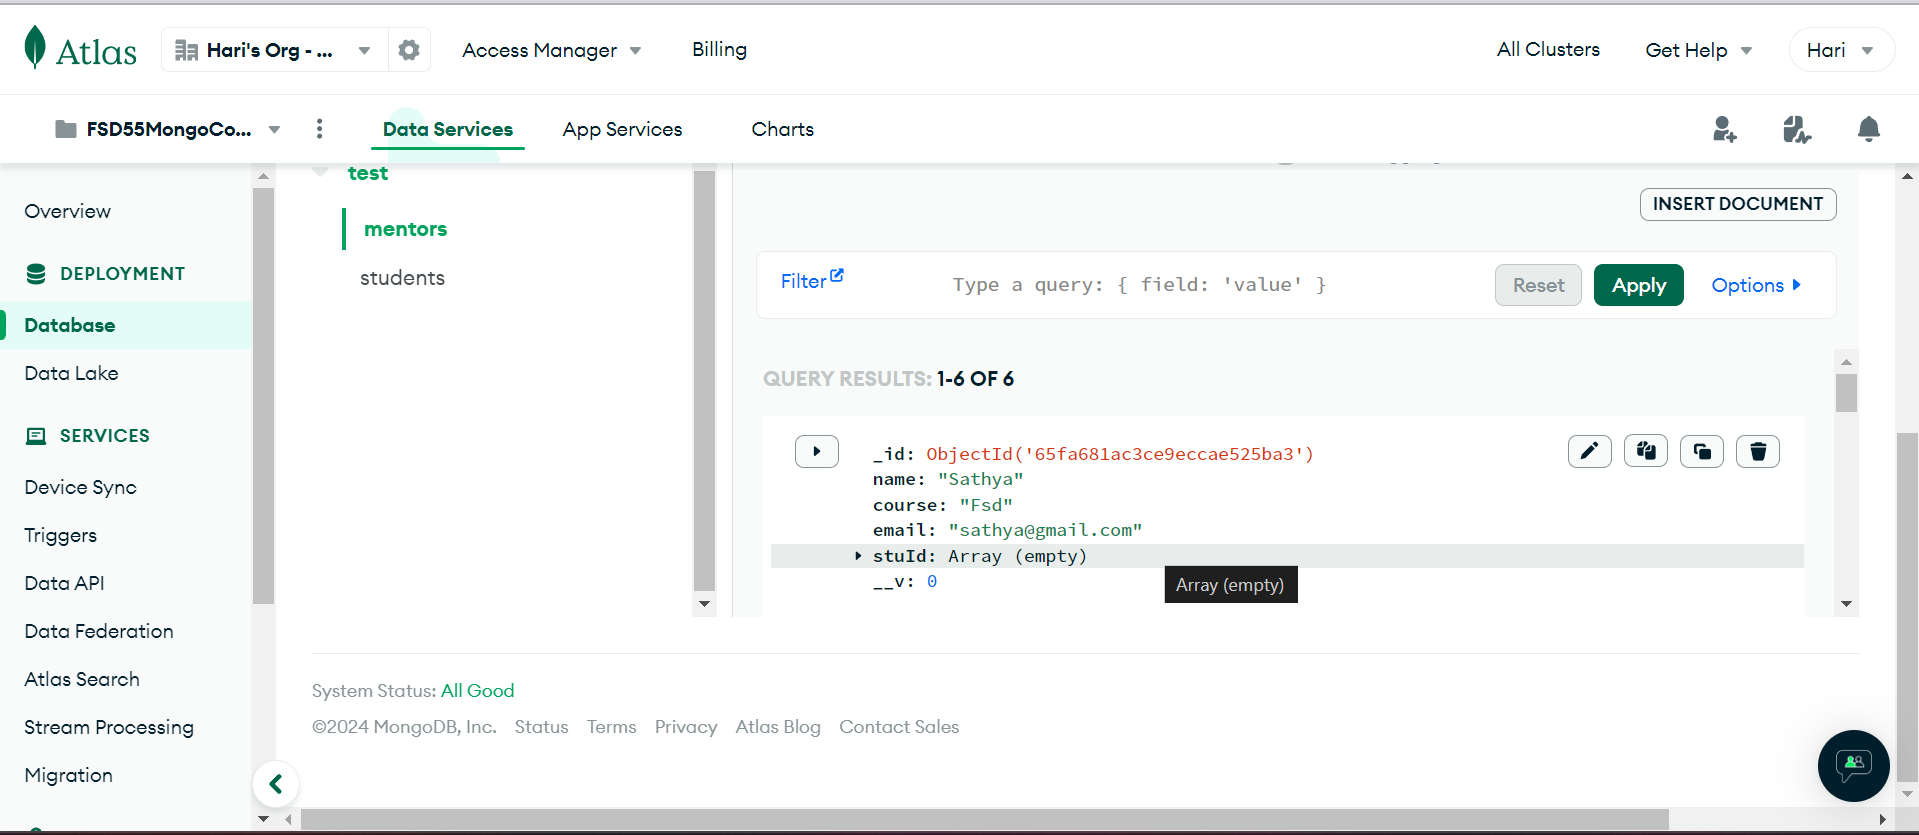 Atlas
Hari's Org - ...
Access Manager
Billing
All Clusters
Get Help
Hari
FSD55MongoCo...
Data Services
App Services
Charts
Overview
DEPLOYMENT
Database
Data Lake
SERVICES
Device Sync
Triggers
Data API
Data Federation
Atlas Search
Stream Processing
Migration
test
mentors
students
INSERT DOCUMENT
Filter
Type a query: { field: 'value' }
Reset
Apply
Options
QUERY RESULTS: 1-6 OF 6
_id: ObjectId('65fa681ac3ce9eccae525ba3')
name: "Sathya"
course: "Fsd"
email: "sathya@gmail.com"
stuId: Array (empty)
__v: 0
Array (empty)
System Status: All Good
©2024 MongoDB, Inc. Status Terms Privacy Atlas Blog Contact Sales